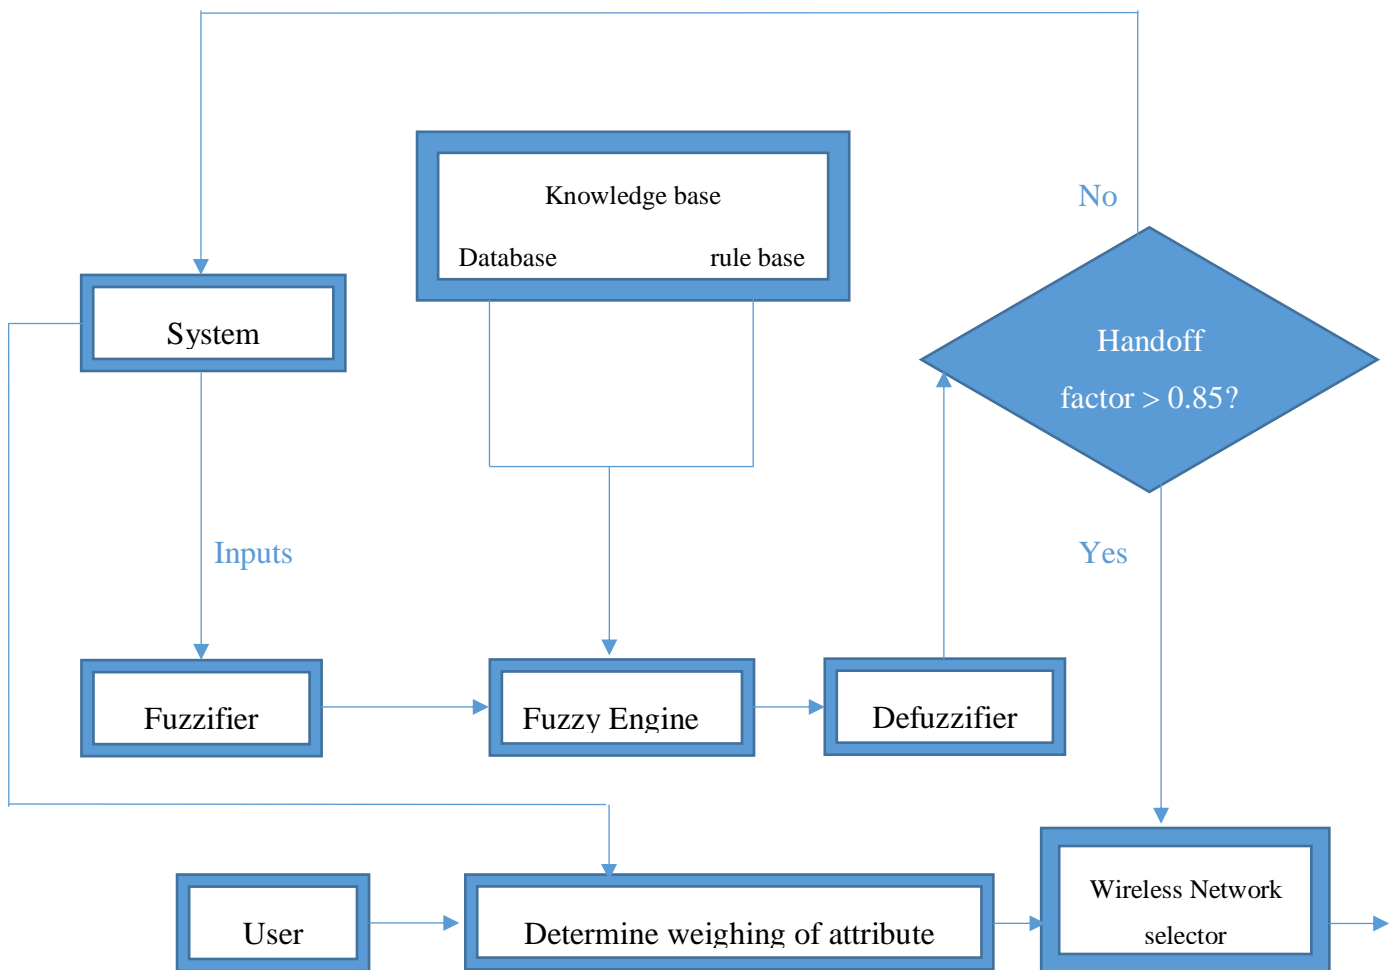 Knowledge base
Database rule base
No
System
Handoff
factor > 0.85?
Inputs
Yes
Fuzzifier
Fuzzy Engine
Defuzzifier
User
Determine weighing of attribute
Wireless Network
selector